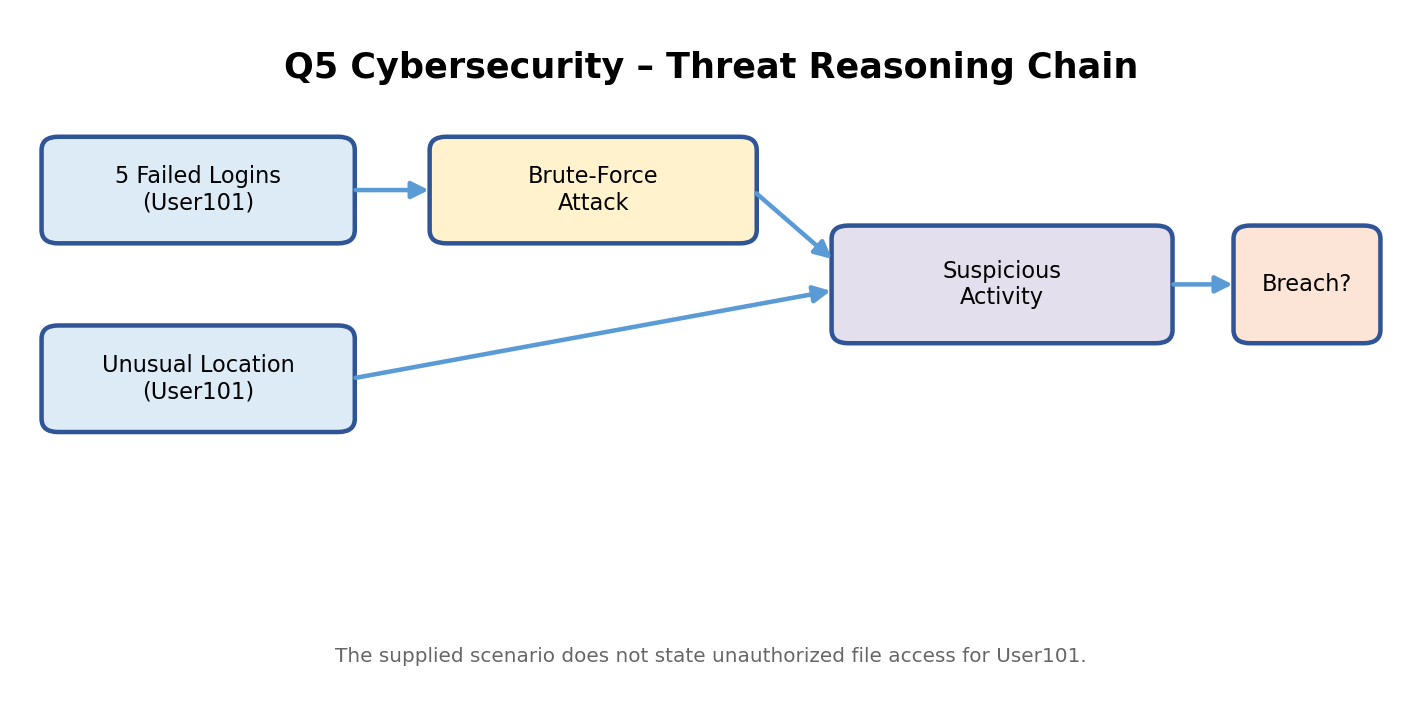 Q5 Cybersecurity – Threat Reasoning Chain
5 Failed Logins
(User101)
Brute-Force
Attack
Suspicious
Activity
Breach?
Unusual Location
(User101)
The supplied scenario does not state unauthorized file access for User101.